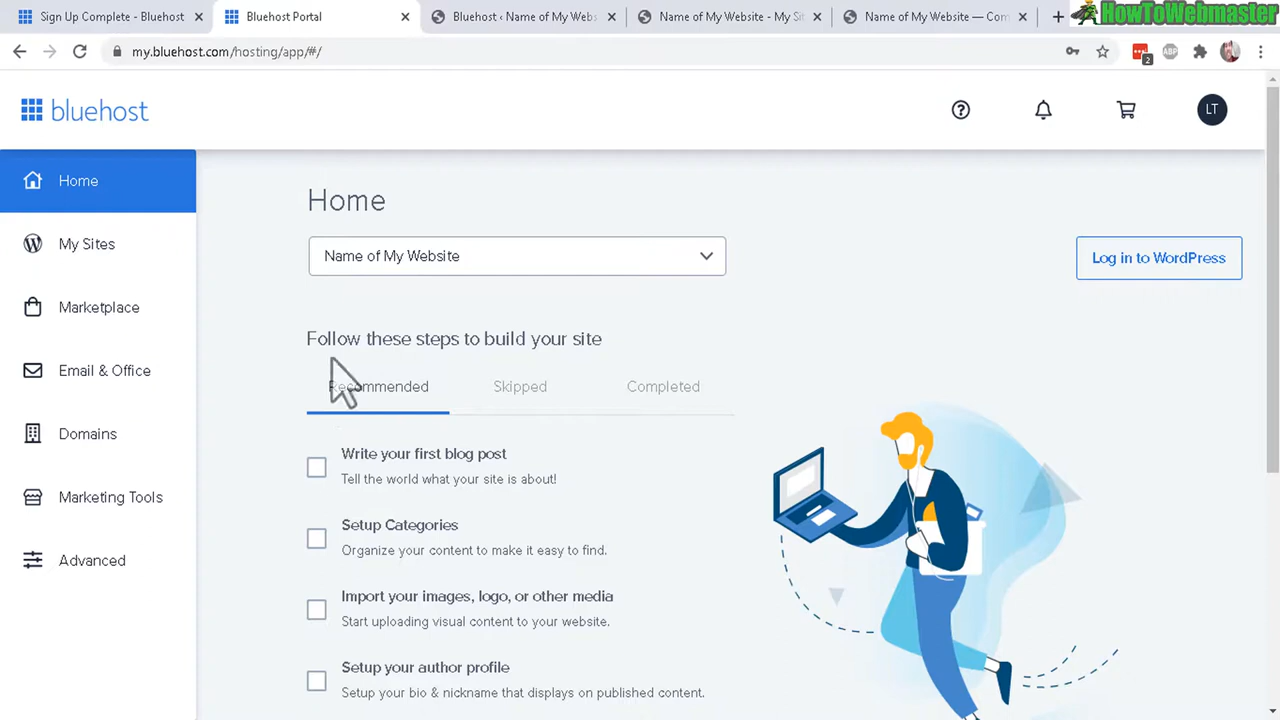 Sign Up Complete - Bluehost
Bluehost Portal
Bluehost | Name of My Webs
Name of My Website - My Si
Name of My Website — Com
HowToWebmaster
my.bluehost.com/hosting/app/#/
2
ABP
bluehost
LT
Home
My Sites
Marketplace
Email & Office
Domains
Marketing Tools
Advanced
Home
Name of My Website
Log in to WordPress
Follow these steps to build your site
Recommended Skipped Completed
Write your first blog post
Tell the world what your site is about!
Setup Categories
Organize your content to make it easy to find.
Import your images, logo, or other media
Start uploading visual content to your website.
Setup your author profile
Setup your bio & nickname that displays on published content.